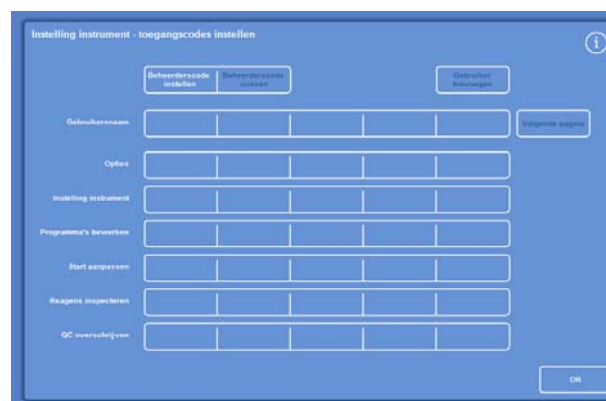 Instelling instrument - toegangscodes instellen
i
Beheerderscode
instellen
Beheerderscode
wissen
Gebruiker
toevoegen
Gebruikersnaam
Volgende pagina
Opties
Instelling instrument
Programma's bewerken
Start aanpassen
Reagens inspecteren
QC overschrijven
OK